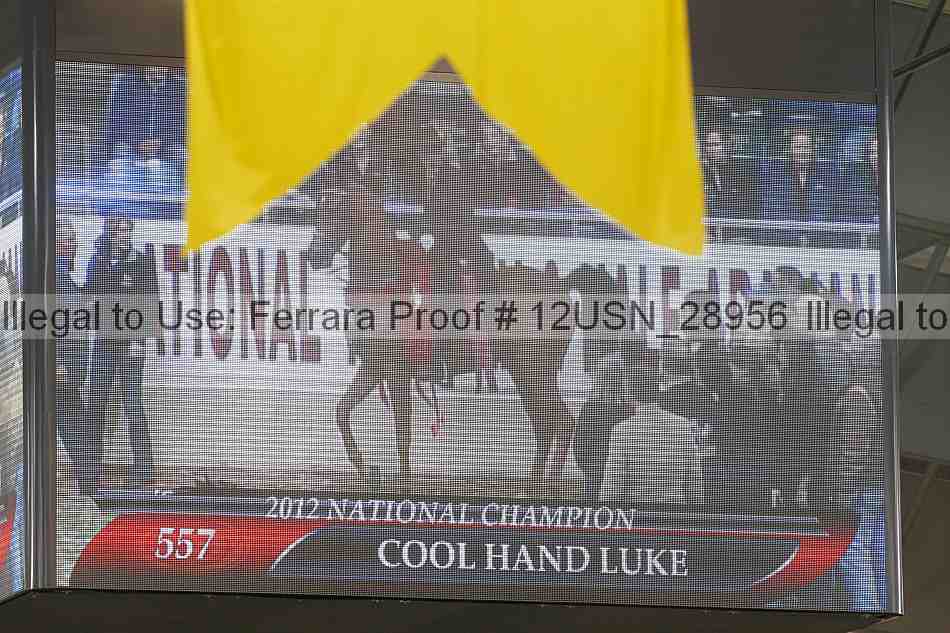 ATIONAL
Illegal to Use: Ferrara Proof # 12USN_28956 Illegal to
2012 NATIONAL CHAMPION
557
COOL HAND LUKE